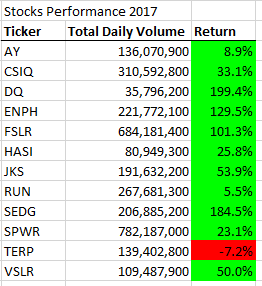 Stocks Performance 2017
Ticker Total Daily Volume Return
AY 136,070,900 8.9%
CSIQ 310,592,800 33.1%
DQ 35,796,200 199.4%
ENPH 221,772,100 129.5%
FSLR 684,181,400 101.3%
HASI 80,949,300 25.8%
JKS 191,632,200 53.9%
RUN 267,681,300 5.5%
SEDG 206,885,200 184.5%
SPWR 782,187,000 23.1%
TERP 139,402,800 -7.2%
VSLR 109,487,900 50.0%